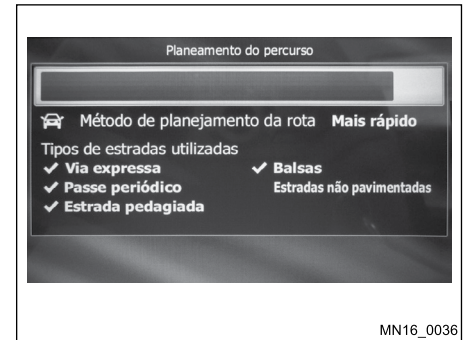 Planeamento do percurso
Método de planejamento da rota Mais rápido
Tipos de estradas utilizadas
Via expressa Balsas
Passe periódico Estradas não pavimentadas
Estrada pedagiada
MN16_0036